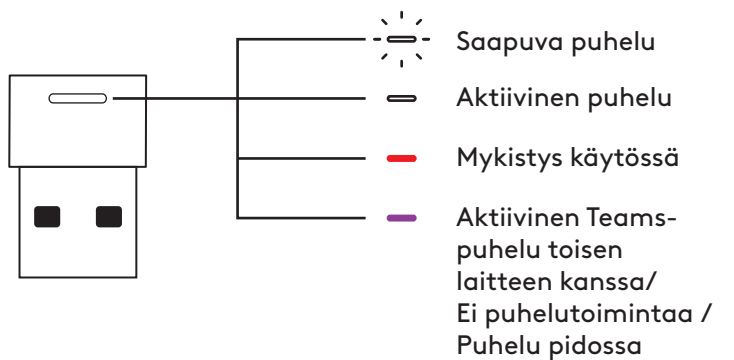 Saapuva puhelu
Aktiivinen puhelu
Mykistys käytössä
Aktiivinen Teams-
puhelu toisen
laitteen kanssa/
Ei puhelutoimintaa /
Puhelu pidossa